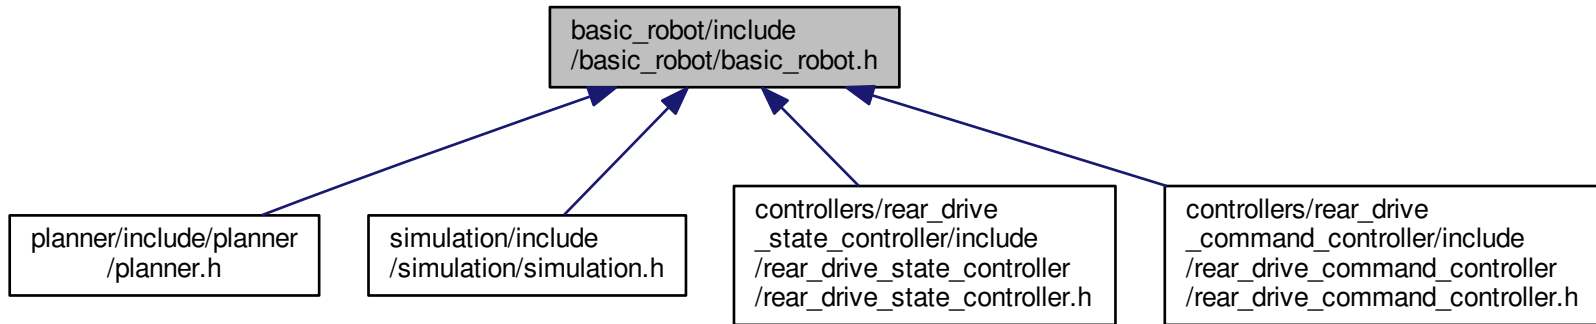 basic_robot/include
/basic_robot/basic_robot.h
planner/include/planner
/planner.h
simulation/include
/simulation/simulation.h
controllers/rear_drive
_state_controller/include
/rear_drive_state_controller
/rear_drive_state_controller.h
controllers/rear_drive
_command_controller/include
/rear_drive_command_controller
/rear_drive_command_controller.h